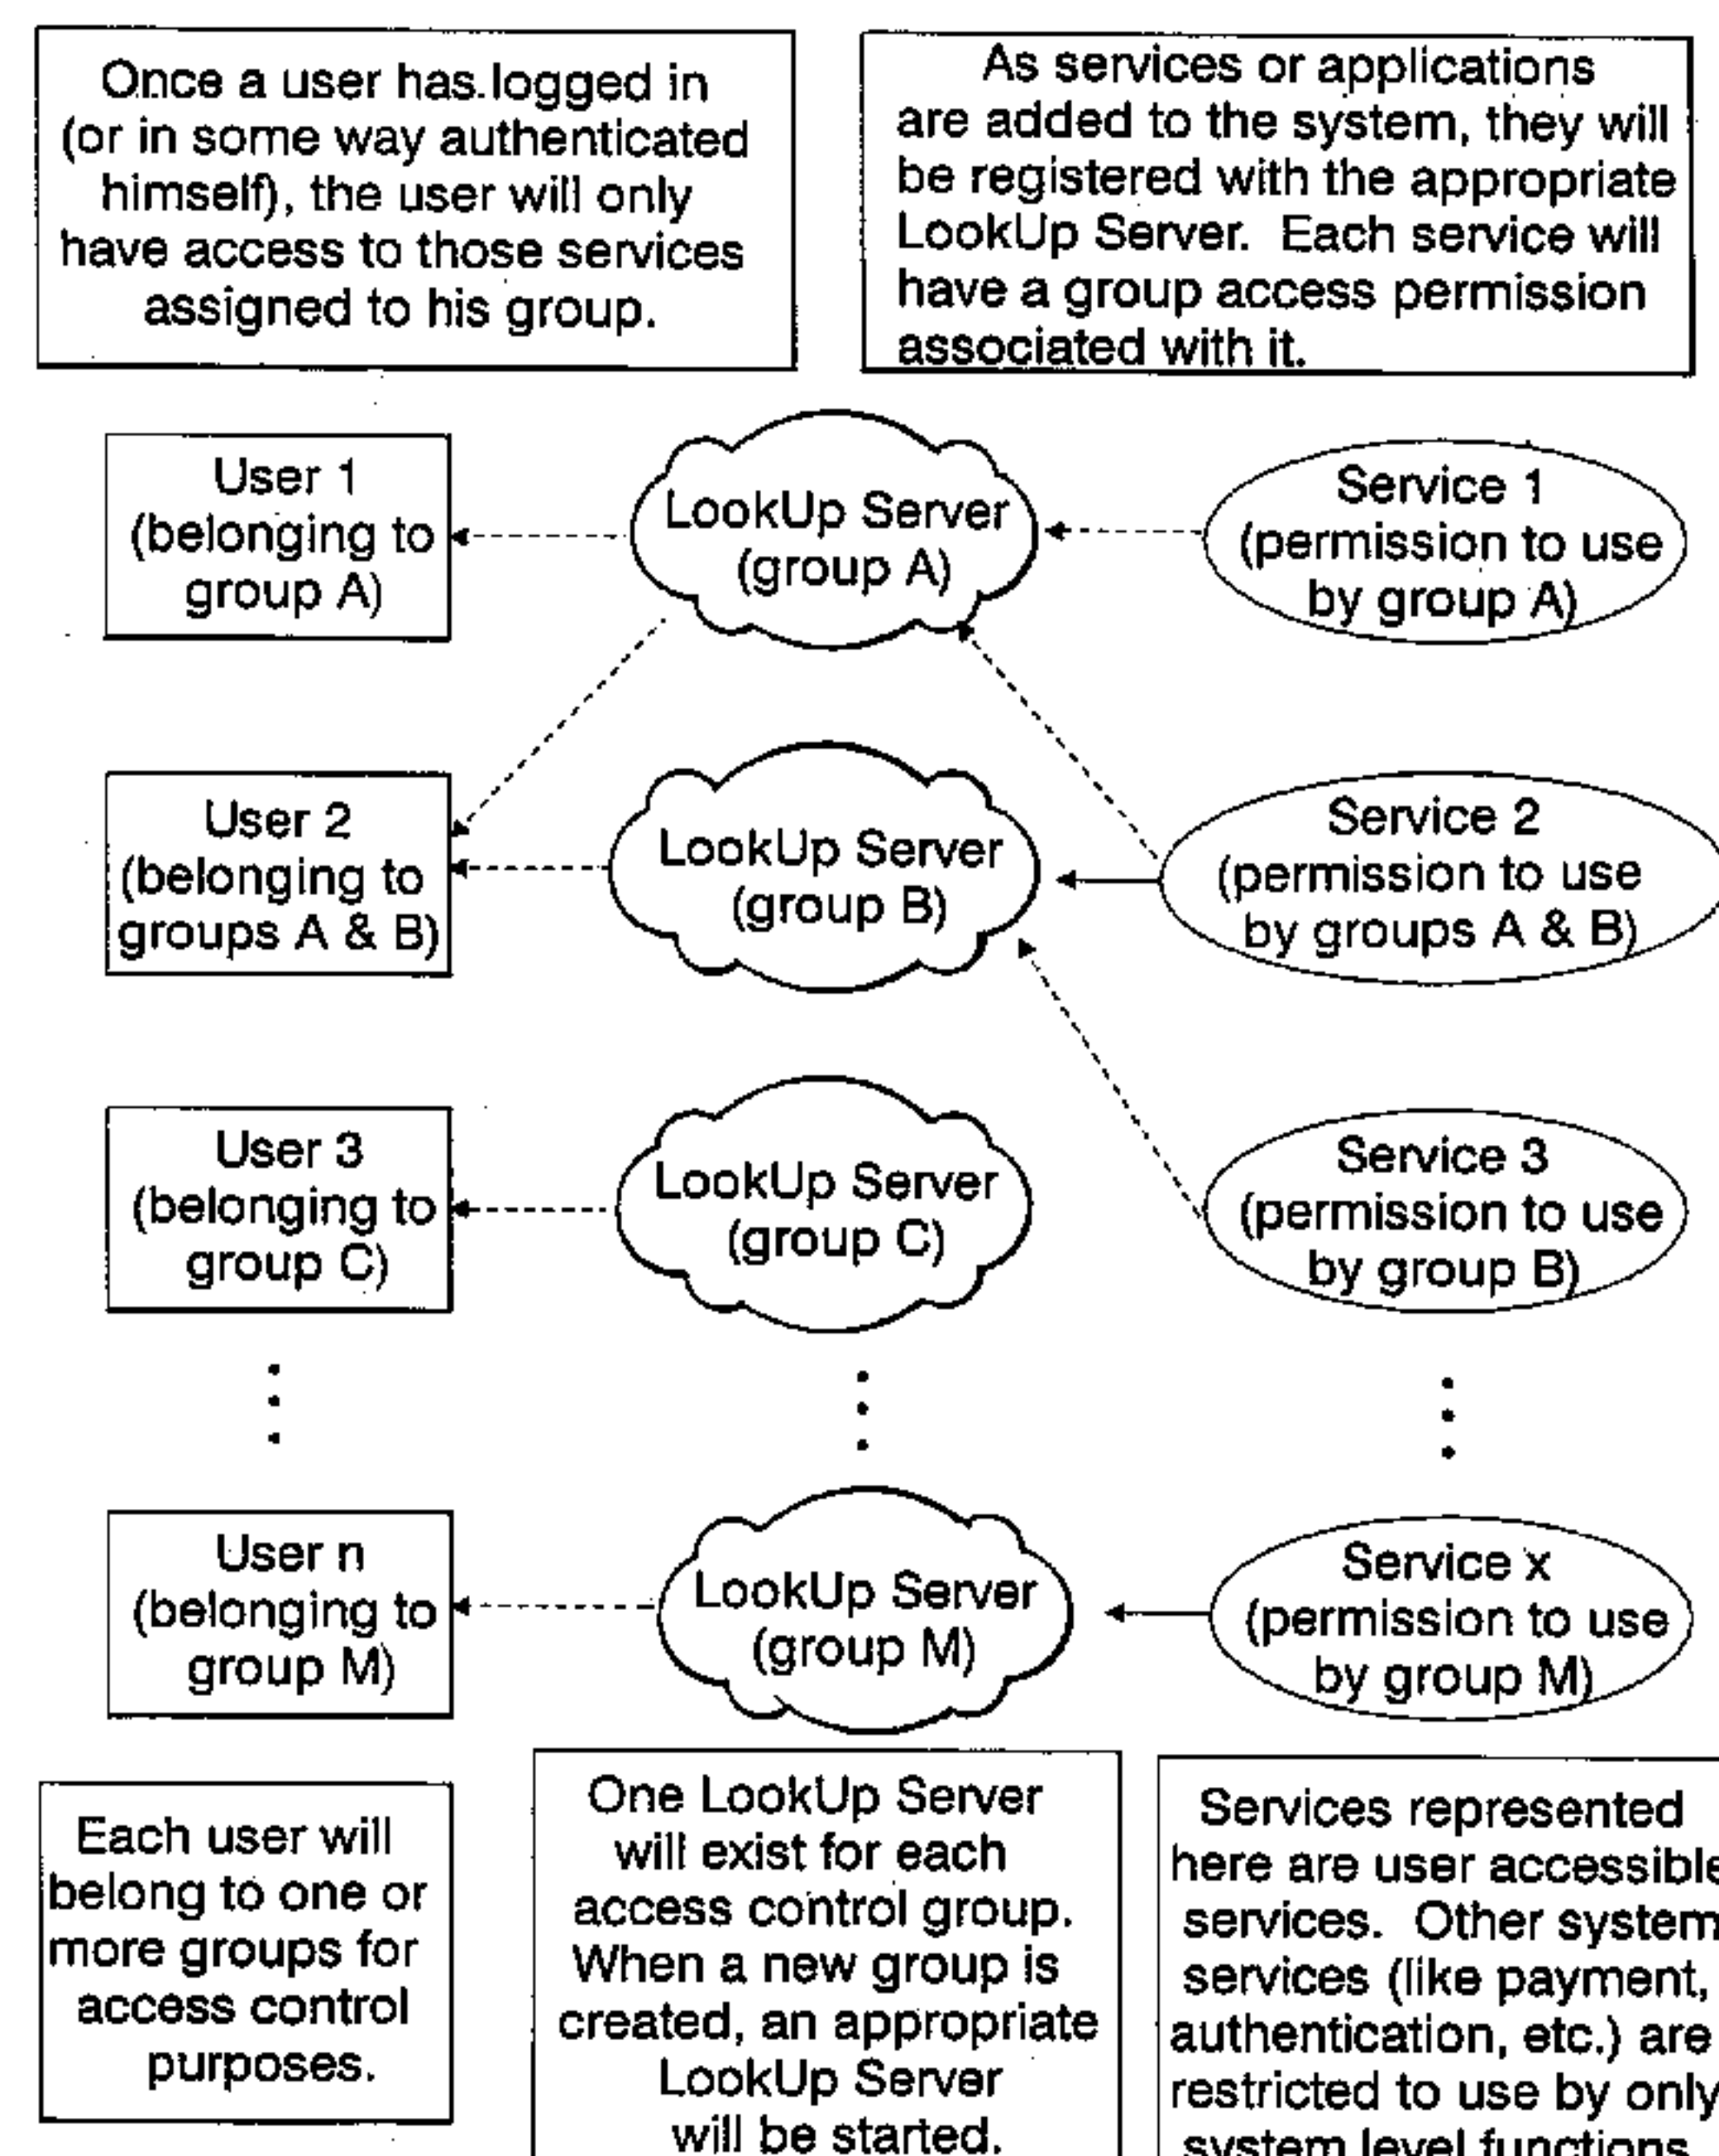 Once a user has logged in
(or in some way authenticated
himself), the user will only
have access to those services
assigned to his group.
As services or applications
are added to the system, they will
be registered with the appropriate
LookUp Server. Each service will
have a group access permission
associated with it.
User 1
(belonging to
group A)
LookUp Server
(group A)
Service 1
(permission to use
by group A)
User 2
(belonging to
groups A & B)
LookUp Server
(group B)
Service 2
(permission to use
by groups A & B)
User 3
(belonging to
group C)
LookUp Server
(group C)
Service 3
(permission to use
by group B)
User n
(belonging to
group M)
LookUp Server
(group M)
Service x
(permission to use
by group M)
Each user will
belong to one or
more groups for
access control
purposes.
One LookUp Server
will exist for each
access control group.
When a new group is
created, an appropriate
LookUp Server
will be started.
Services represented
here are user accessible
services. Other system
services (like payment,
authentication, etc.) are
restricted to use by only
system level functions